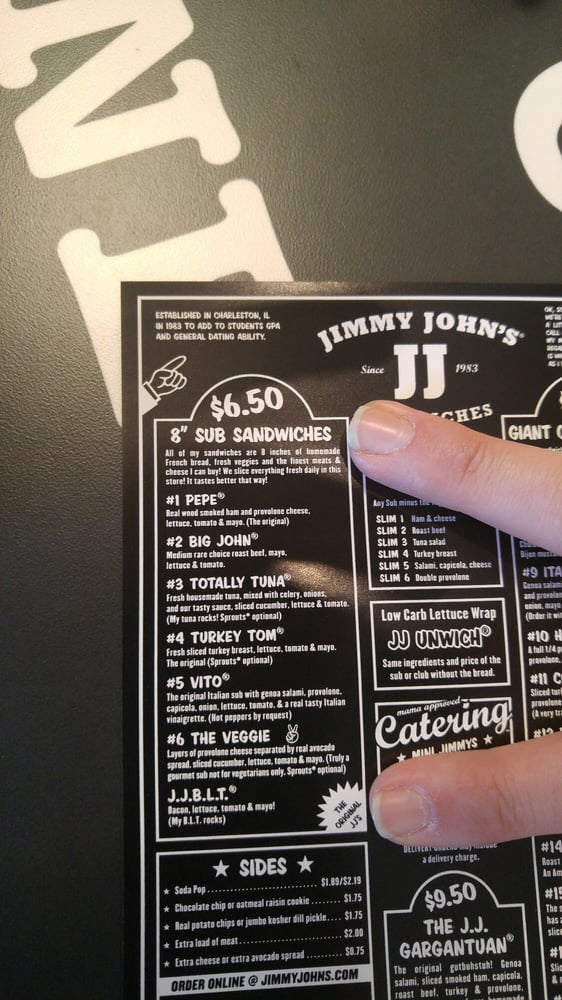 ESTABLISHED IN CHARLESTON, IL
IN 1983 TO ADD TO STUDENTS GPA
AND GENERAL DATING ABILITY.
JIMMY JOHN'S®
Since JJ 1983
$6.50
8" SUB SANDWICHES
All of my sandwiches are 8 inches of homemade
French bread, fresh veggies and the finest meats &
cheese I can buy! We slice everything fresh daily in this
store! It tastes better that way!
#1 PEPE®
Real wood smoked ham and provolone cheese,
lettuce, tomato & mayo. (The original)
#2 BIG JOHN®
Medium rare choice roast beef, mayo,
lettuce & tomato.
#3 TOTALLY TUNA®
Fresh housemade tuna, mixed with celery, onions,
and our tasty sauce, sliced cucumber, lettuce & tomato.
(My tuna rocks! Sprouts* optional)
#4 TURKEY TOM®
Fresh sliced turkey breast, lettuce, tomato & mayo.
The original (Sprouts* optional)
#5 VITO®
The original Italian sub with genoa salami, provolone,
capicola, onion, lettuce, tomato, & a real tasty Italian
vinaigrette. (Hot peppers by request)
#6 THE VEGGIE
Layers of provolone cheese separated by real avocado
spread, sliced cucumber, lettuce, tomato & mayo. (Truly a
gourmet sub not for vegetarians only. Sprouts* optional)
J.J.B.L.T.®
Bacon, lettuce, tomato & mayo!
(My B.L.T. rocks)
THE
ORIGINAL
JJ'S
★ SIDES ★
★ Soda Pop $1.89/$2.19
★ Chocolate chip or oatmeal raisin cookie $1.75
★ Real potato chips or jumbo kosher dill pickle $1.75
★ Extra load of meat $2.00
★ Extra cheese or extra avocado spread $0.75
ORDER ONLINE @ JIMMYJOHNS.COM
Any Sub minus
SLIM 1 Ham & cheese
SLIM 2 Roast beef
SLIM 3 Tuna salad
SLIM 4 Turkey breast
SLIM 5 Salami, capicola, cheese
SLIM 6 Double provolone
Low Carb Lettuce Wrap
JJ UNWICH®
Same ingredients and price of the
sub or club without the bread.
mama approved
Catering
★ MINI JIMMYS ★
a delivery charge.
$9.50
THE J.J.
GARGANTUAN®
The original gutbuhstuh! Genoa
salami, sliced smoked ham, capicola,
roast beef, turkey & provolone,
GIANT
#9
#10
#11
#14